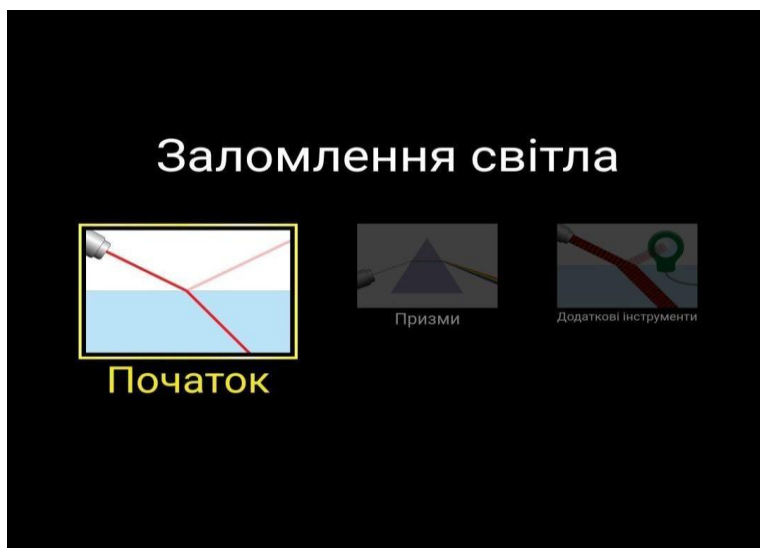 Заломлення світла
Початок
Призми
Додаткові інструменти